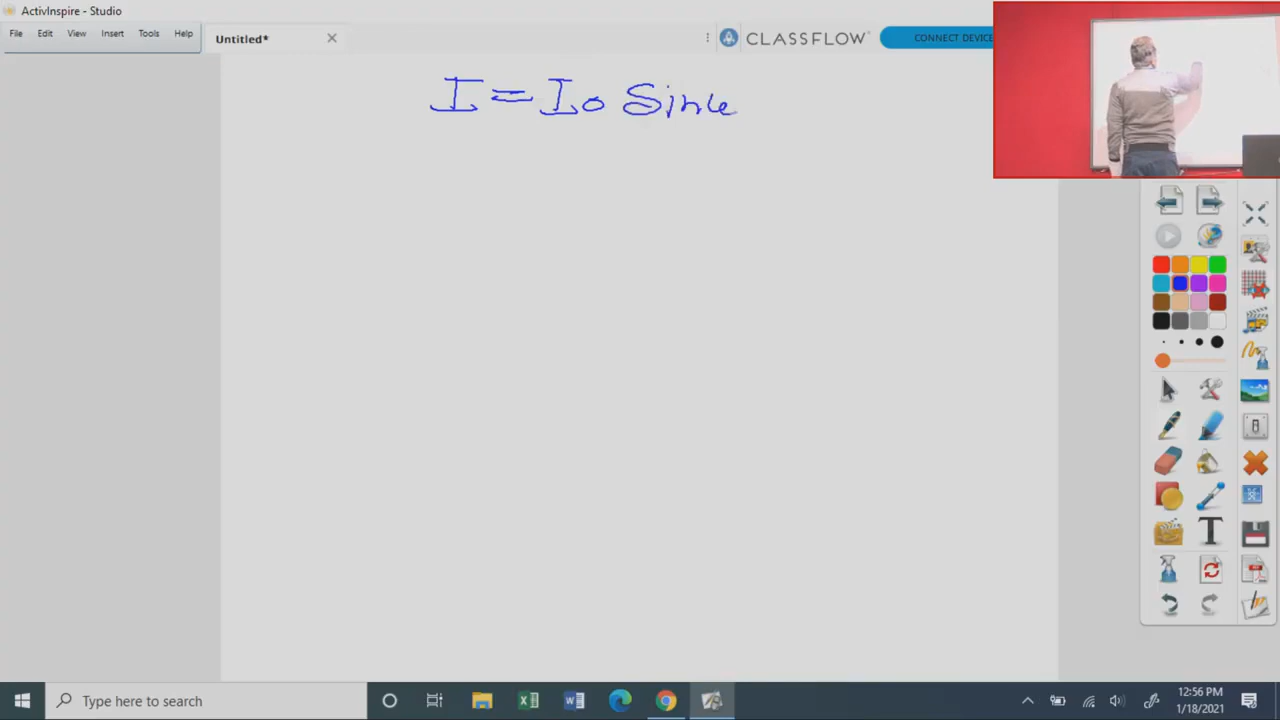 ActivInspire - Studio
File Edit View Insert Tools Help
Untitled*
CLASSFLOW
CONNECT DEVICE
I = Io Sin
T
Type here to search
12:56 PM
1/18/2021